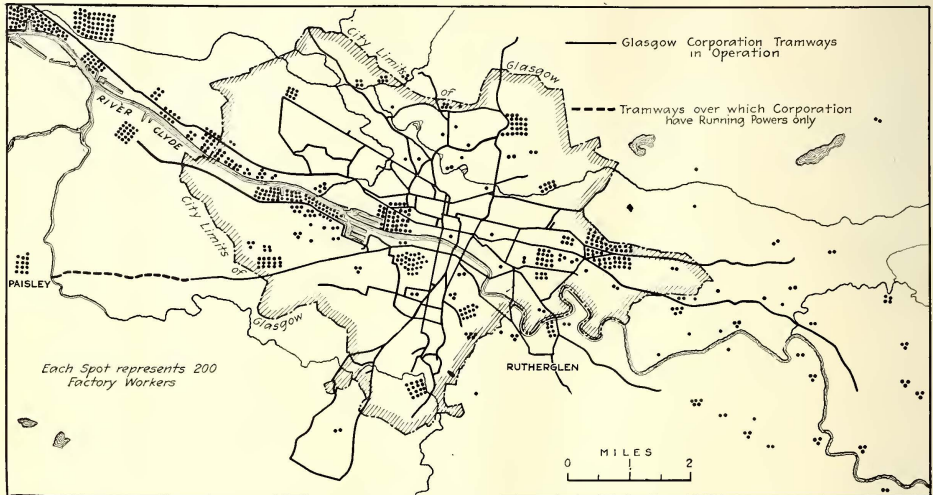 City Limits
of
Glasgow
Glasgow Corporation Tramways
in Operation
Tramways over which Corporation
have Running Powers only
RIVER CLYDE
City Limits of
Glasgow
PAISLEY
Each Spot represents 200
Factory Workers
RUTHERGLEN
MILES
0 1 2